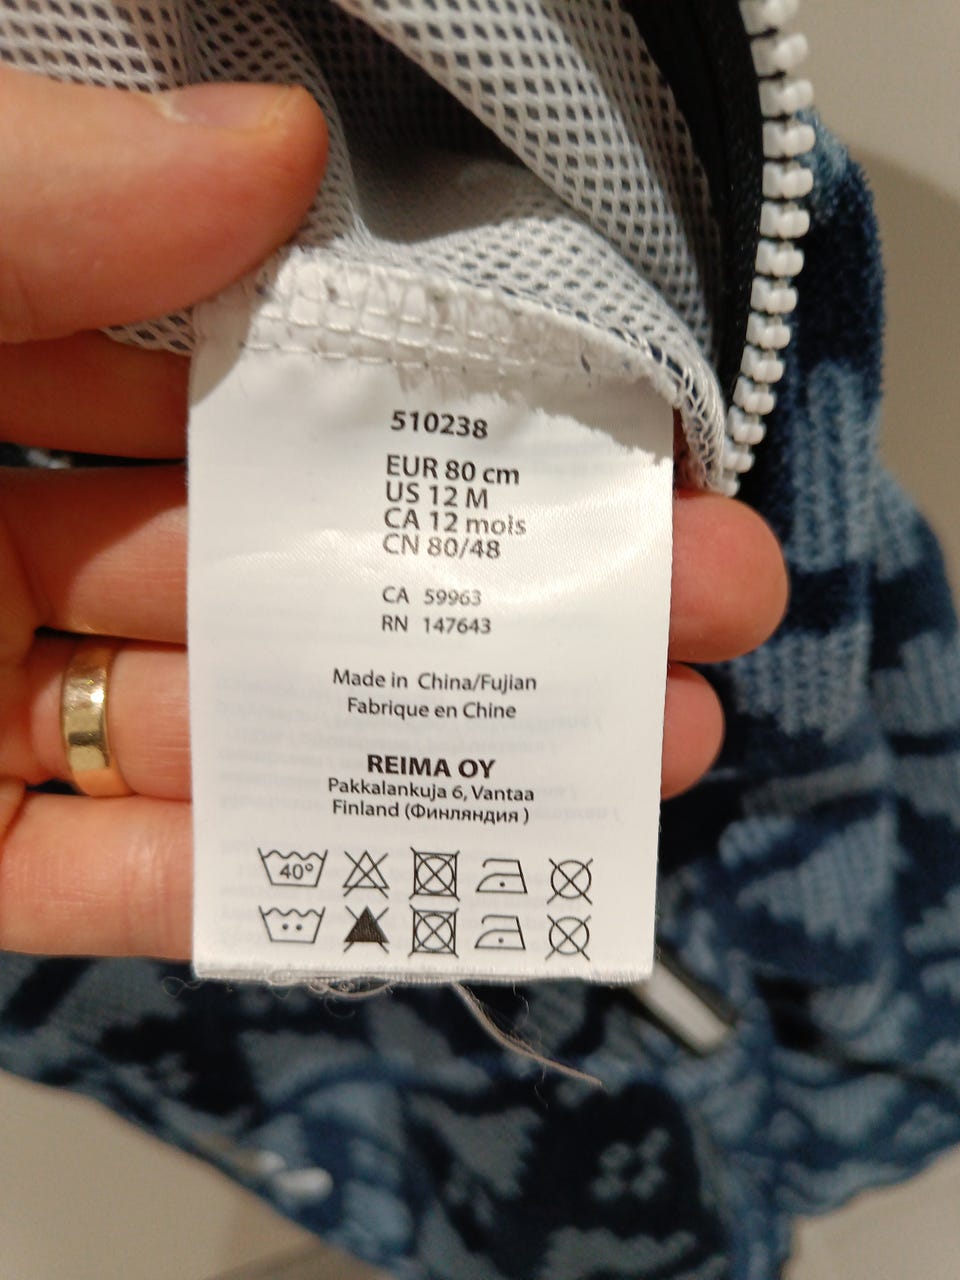 510238
EUR 80 cm
US 12 M
CA 12 mois
CN 80/48
CA 59963
RN 147643
Made in China/Fujian
Fabrique en Chine
REIMA OY
Pakkalankuja 6, Vantaa
Finland (Финляндия )
40°